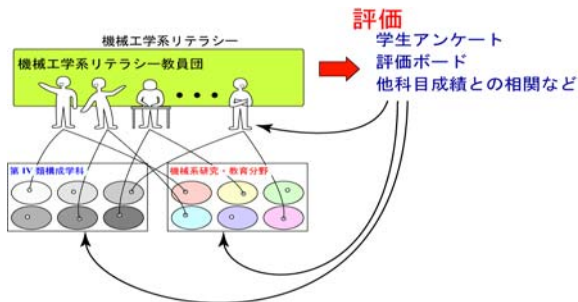 評価
学生アンケート
評価ボード
他科目成績との相関など
機械工学系リテラシー
機械工学系リテラシー教員団
第 IV 類構成学科
機械系研究・教育分野